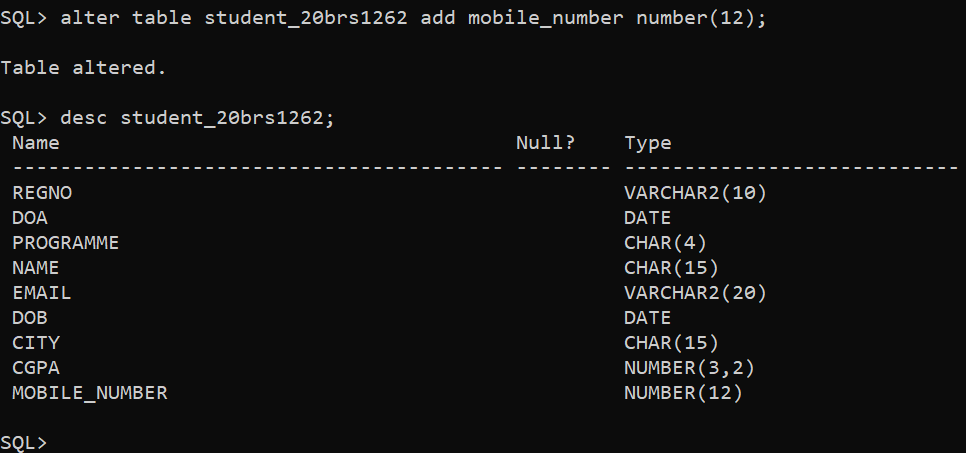 SQL> alter table student_20brs1262 add mobile_number number(12);
Table altered.
SQL> desc student_20brs1262;
Name Null? Type
----------------------------------------- -------- ----------------------------
REGNO VARCHAR2(10)
DOA DATE
PROGRAMME CHAR(4)
NAME CHAR(15)
EMAIL VARCHAR2(20)
DOB DATE
CITY CHAR(15)
CGPA NUMBER(3,2)
MOBILE_NUMBER NUMBER(12)
SQL>